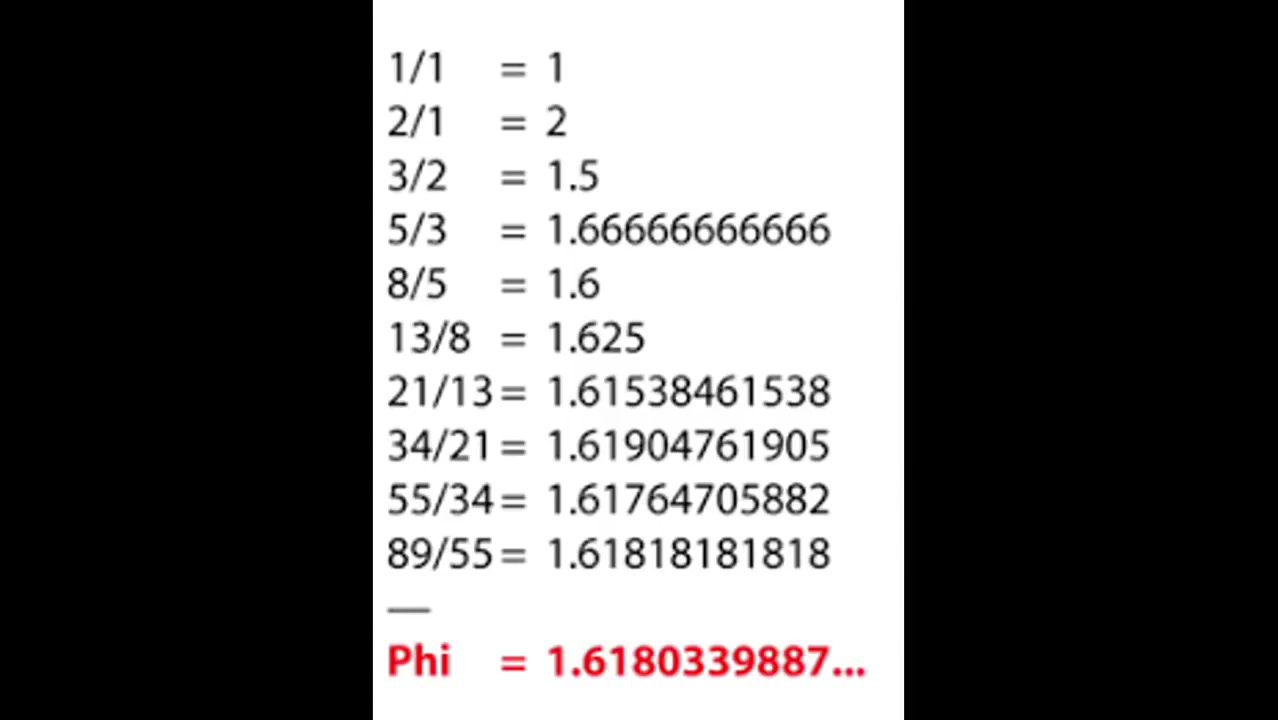 1/1 = 1
2/1 = 2
3/2 = 1.5
5/3 = 1.66666666666
8/5 = 1.6
13/8 = 1.625
21/13 = 1.61538461538
34/21 = 1.61904761905
55/34 = 1.61764705882
89/55 = 1.61818181818
—
Phi = 1.6180339887...